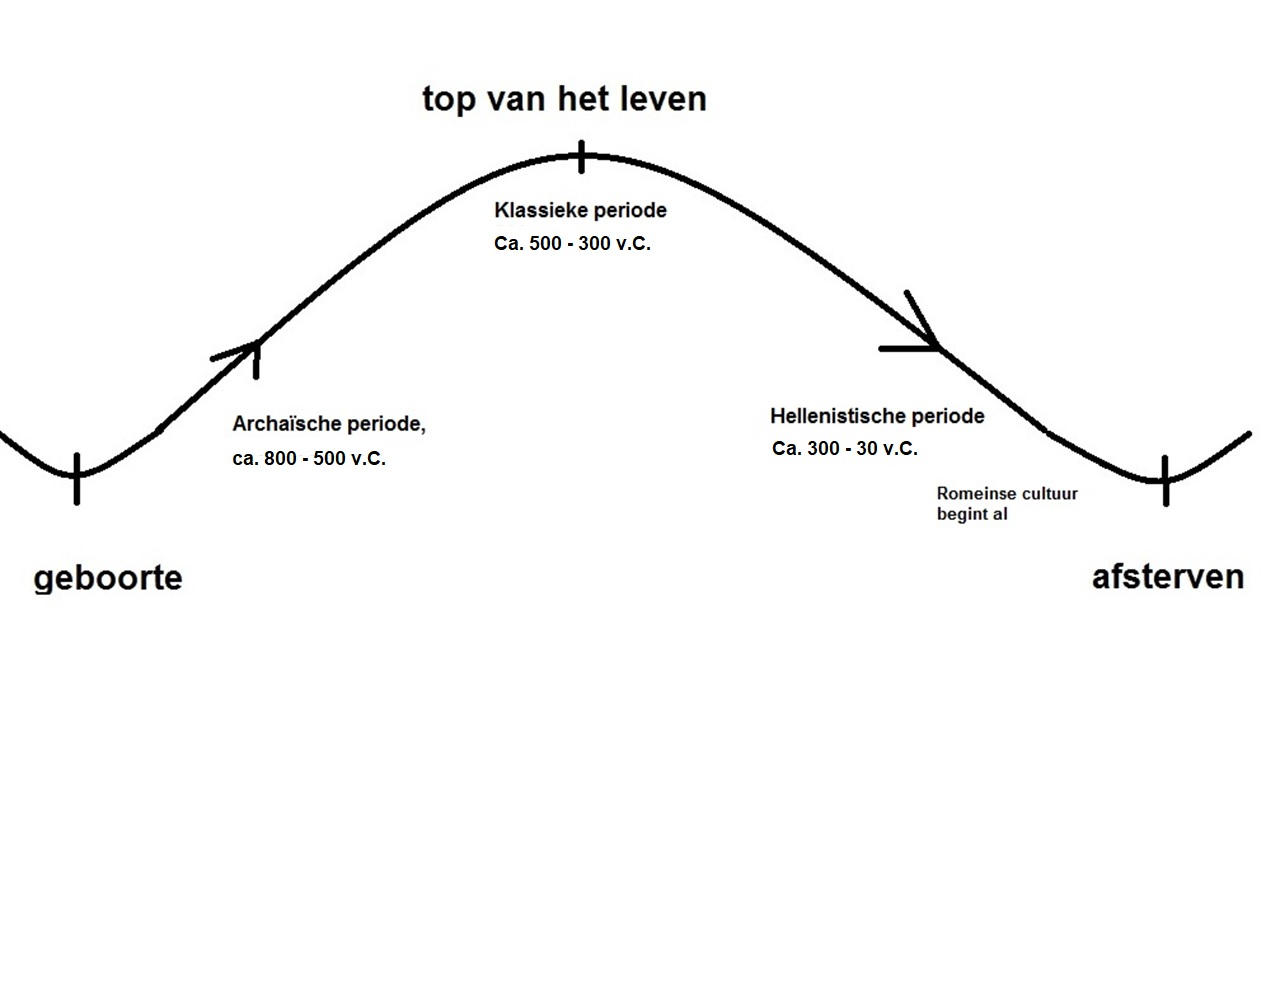 top van het leven
Klassieke periode
Ca. 500 - 300 v.C.
Archaïsche periode,
ca. 800 - 500 v.C.
Hellenistische periode
Ca. 300 - 30 v.C.
Romeinse cultuur
begint al
geboorte
afsterven